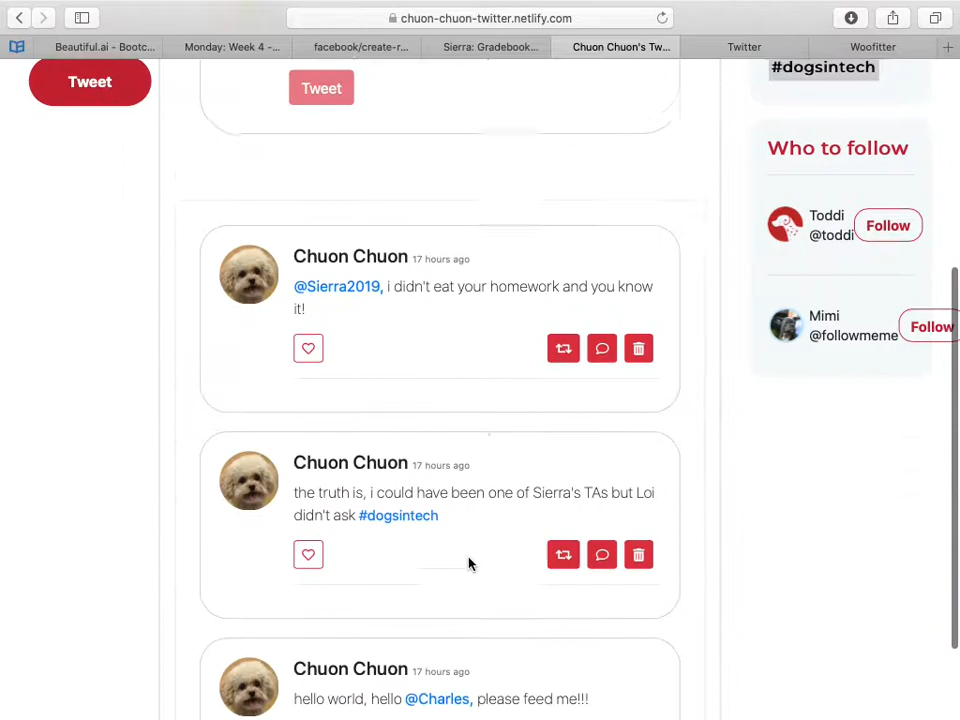 chuon-chuon-twitter.netlify.com
Beautiful.ai - Bootc...
Monday: Week 4 -...
facebook/create-r...
Sierra: Gradebook...
Chuon Chuon's Tw...
Twitter
Woofitter
Tweet
Tweet
#dogsintech
Who to follow
Toddi
@toddi
Follow
Mimi
@followmeme
Follow
Chuon Chuon 17 hours ago
@Sierra2019, i didn't eat your homework and you know
it!
Chuon Chuon 17 hours ago
the truth is, i could have been one of Sierra's TAs but Loi
didn't ask #dogsintech
Chuon Chuon 17 hours ago
hello world, hello @Charles, please feed me!!!